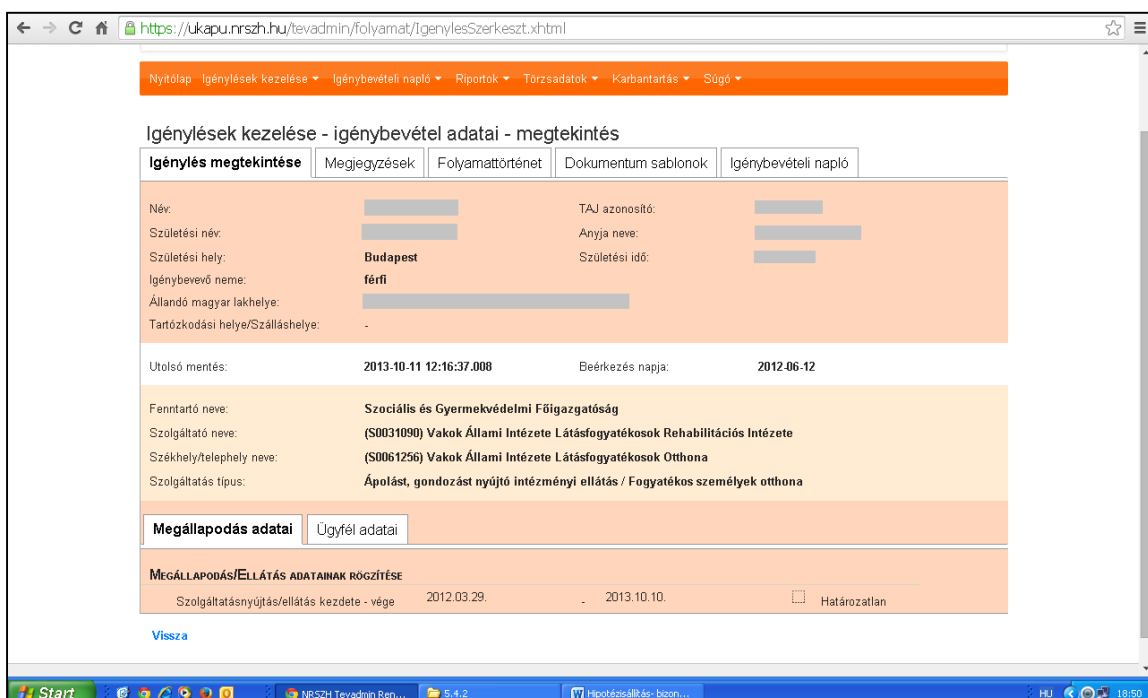 https://ukapu.nrszh.hu/tevadmin/folyamat/IgenylesSzerkeszt.xhtml
Nyitólap Igénylések kezelése Igénybevételi napló Riportok Törzsadatok Karbantartás Súgó
Igénylések kezelése - igénybevétel adatai - megtekintés
Igénylés megtekintése Megjegyzések Folyamattörténet Dokumentum sablonok Igénybevételi napló
Név: TAJ azonosító:
Születési név: Anyja neve:
Születési hely: Budapest Születési idő:
Igénybevevő neme: férfi
Állandó magyar lakhelye:
Tartózkodási helye/Szálláshelye: -
Utolsó mentés: 2013-10-11 12:16:37.008 Beérkezés napja: 2012-06-12
Fenntartó neve: Szociális és Gyermekvédelmi Főigazgatóság
Szolgáltató neve: (S0031090) Vakok Állami Intézete Látásfogyatékosok Rehabilitációs Intézete
Székhely/telephely neve: (S0061256) Vakok Állami Intézete Látásfogyatékosok Otthona
Szolgáltatás típus: Ápolást, gondozást nyújtó intézményi ellátás / Fogyatékos személyek otthona
Megállapodás adatai Ügyfél adatai
MEGÁLLAPODÁS/ELLÁTÁS ADATAINAK RÖGZÍTÉSE
Szolgáltatásnyújtás/ellátás kezdete - vége 2012.03.29. - 2013.10.10. Határozatlan
Vissza
Start NRSZH Tevadmin Ren... 5.4.2 Hipotézisállítás- bizon... HU 18:51